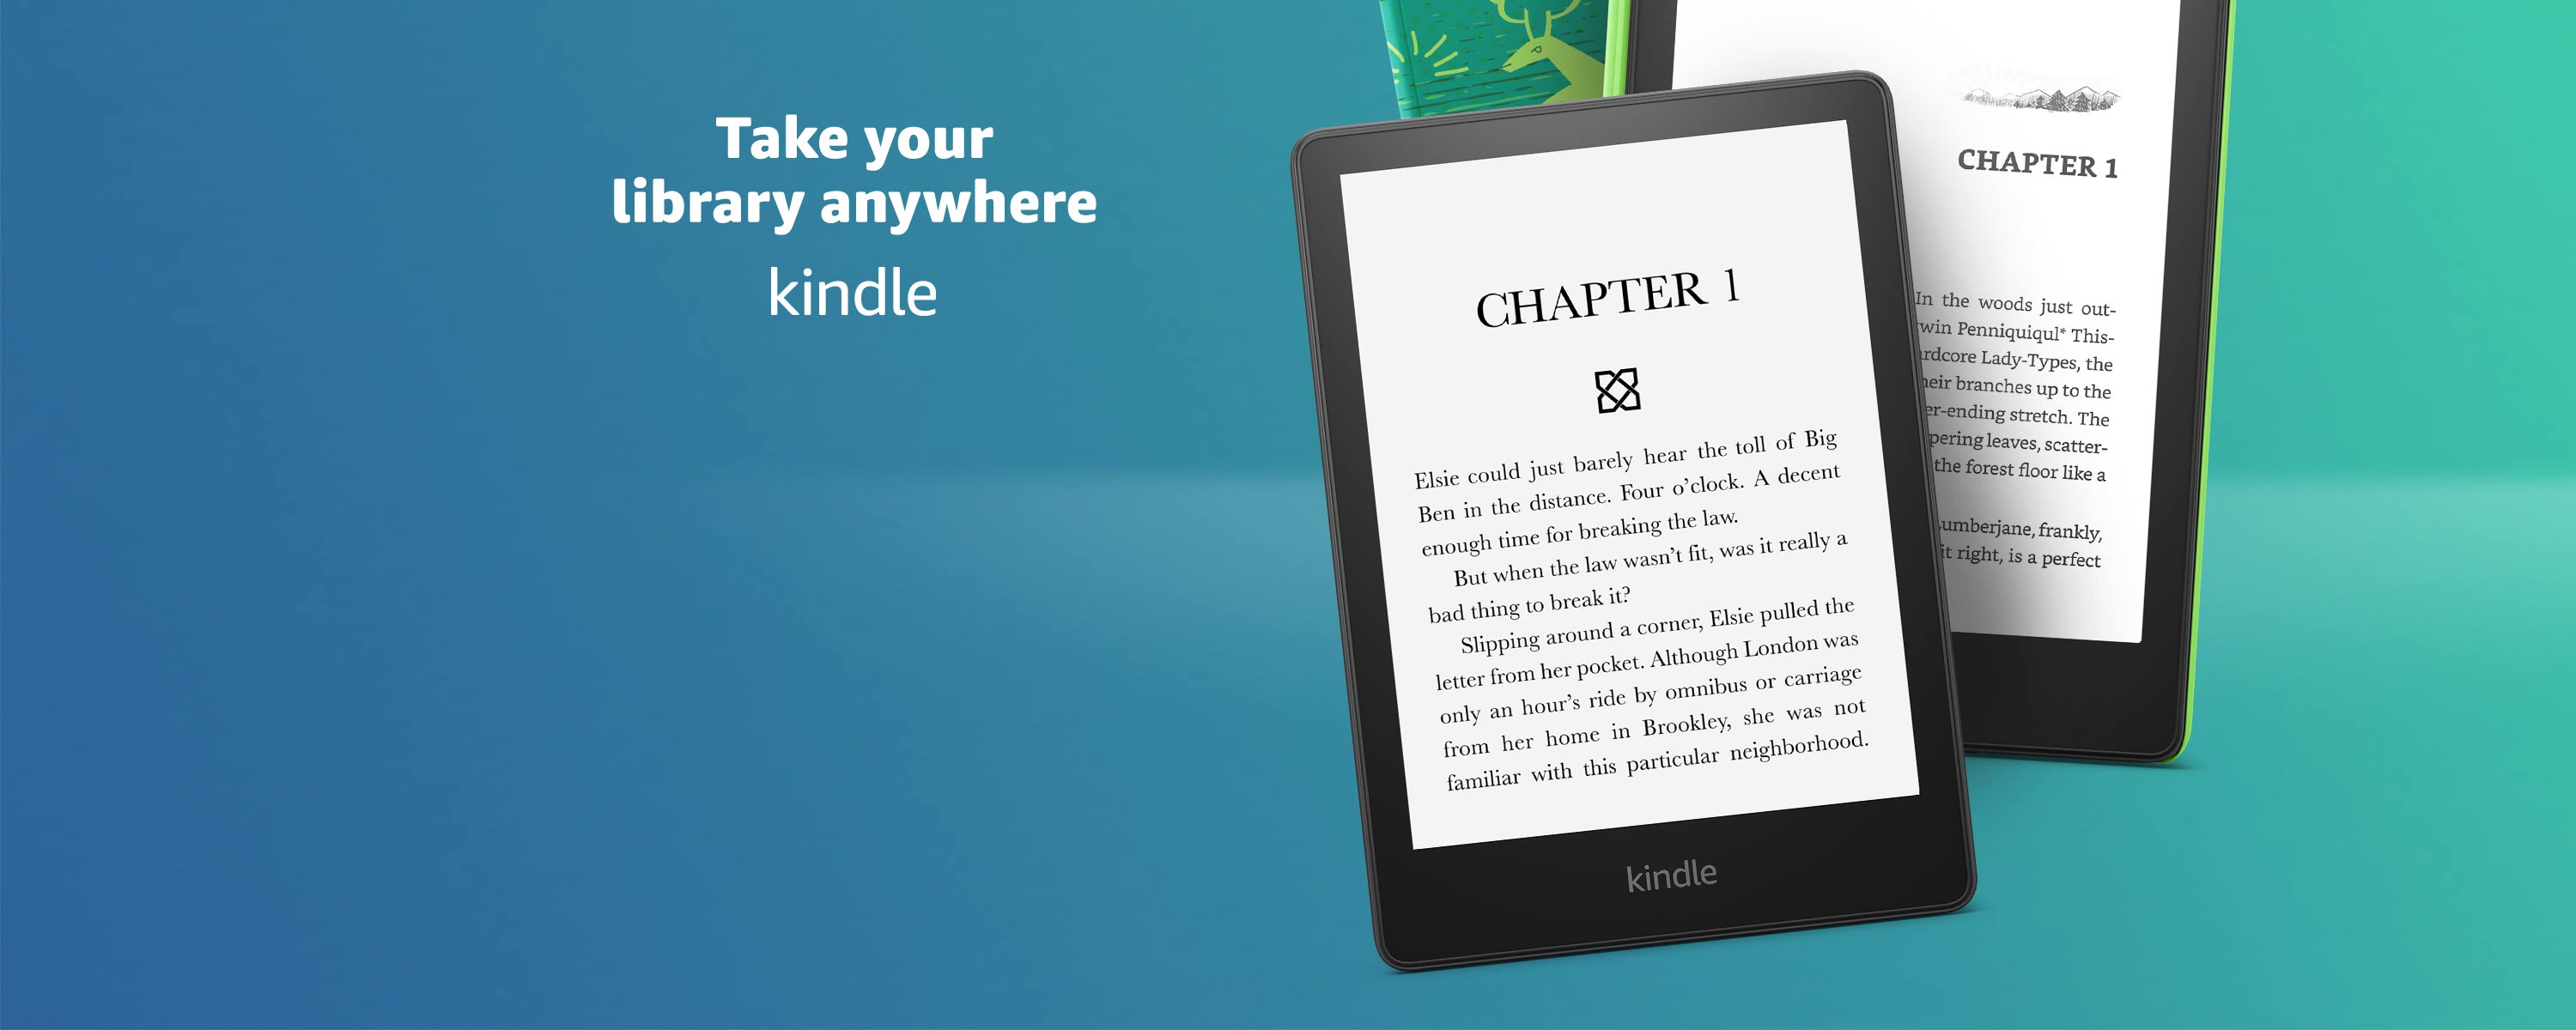 Take your
library anywhere
kindle
CHAPTER 1
Elsie could just barely hear the toll of Big
Ben in the distance. Four o’clock. A decent
enough time for breaking the law.
But when the law wasn’t fit, was it really a
bad thing to break it?
Slipping around a corner, Elsie pulled the
letter from her pocket. Although London was
only an hour’s ride by omnibus or carriage
from her home in Brookley, she was not
familiar with this particular neighborhood.
kindle
CHAPTER 1
In the woods just out-
Penniquiqul* This-
Lady-Types, the
branches up to the
stretch. The
leaves, scatter-
the forest floor like a
frankly,
it right, is a perfect